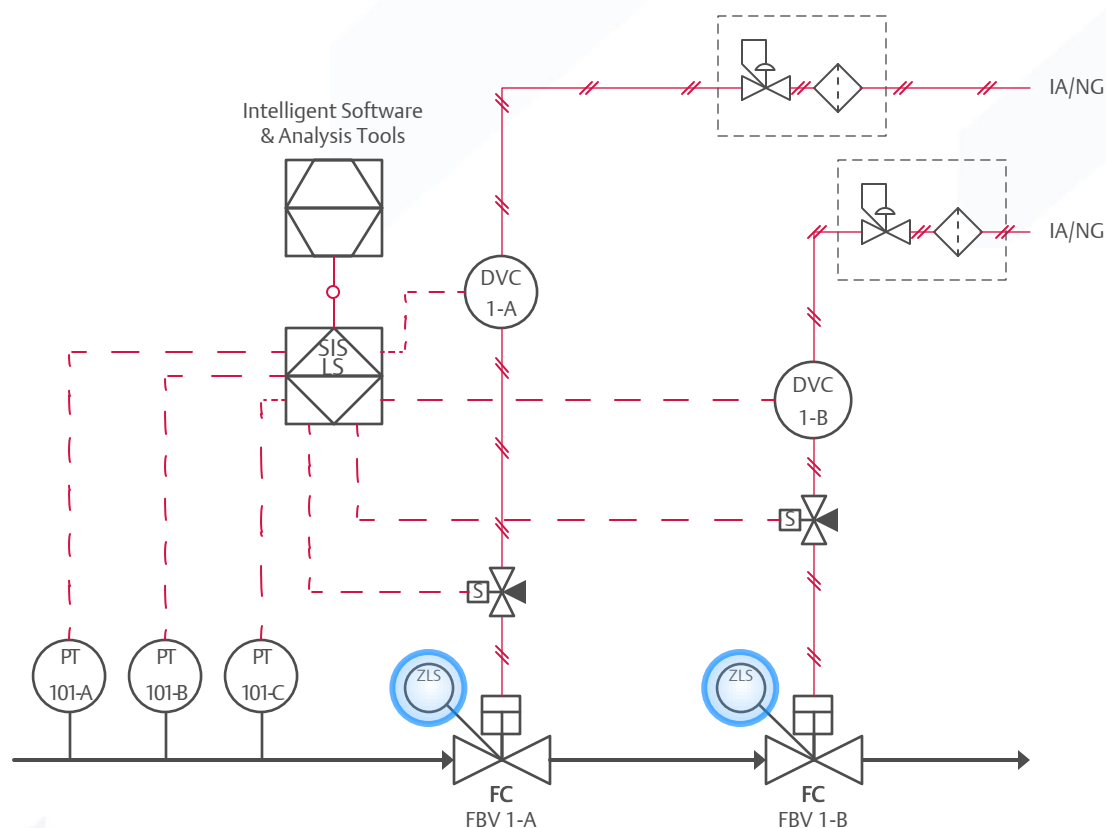 IA/NG
Intelligent Software
& Analysis Tools
IA/NG
DVC
1-A
SIS
LS
DVC
1-B
S
S
PT
101-A
PT
101-B
PT
101-C
ZLS
ZLS
FC
FBV 1-A
FC
FBV 1-B